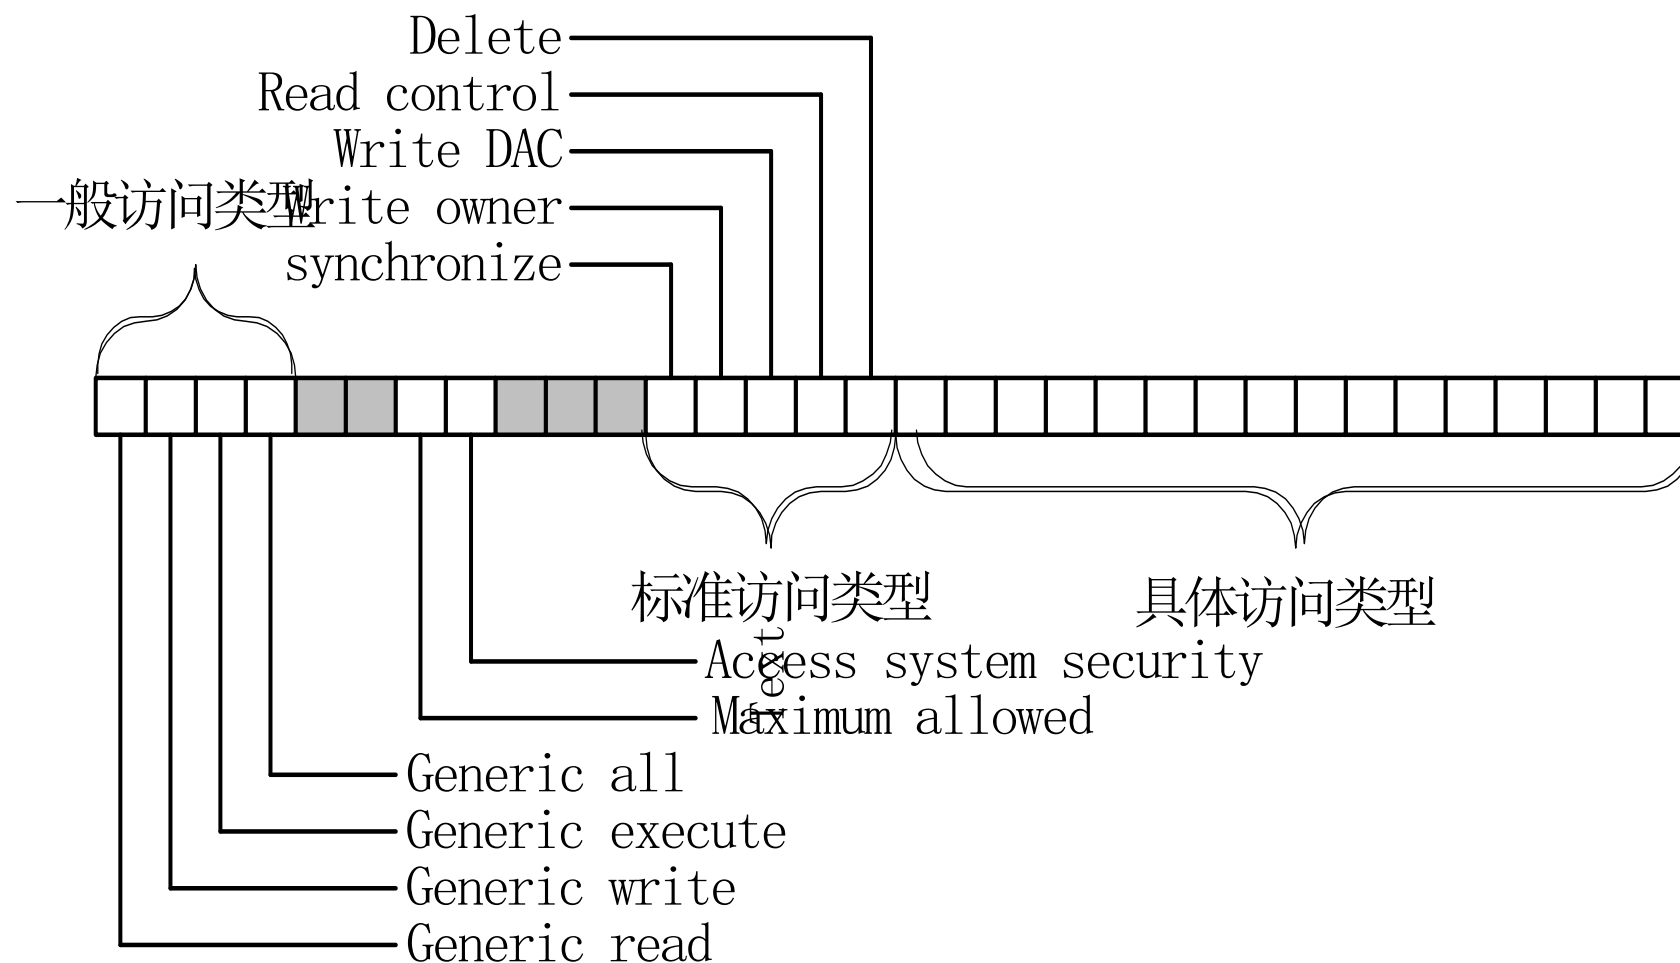 Delete
Read control
Write DAC
一般访问类型
Write owner
synchronize
标准访问类型
具体访问类型
Text
Access system security
Maximum allowed
Generic all
Generic execute
Generic write
Generic read